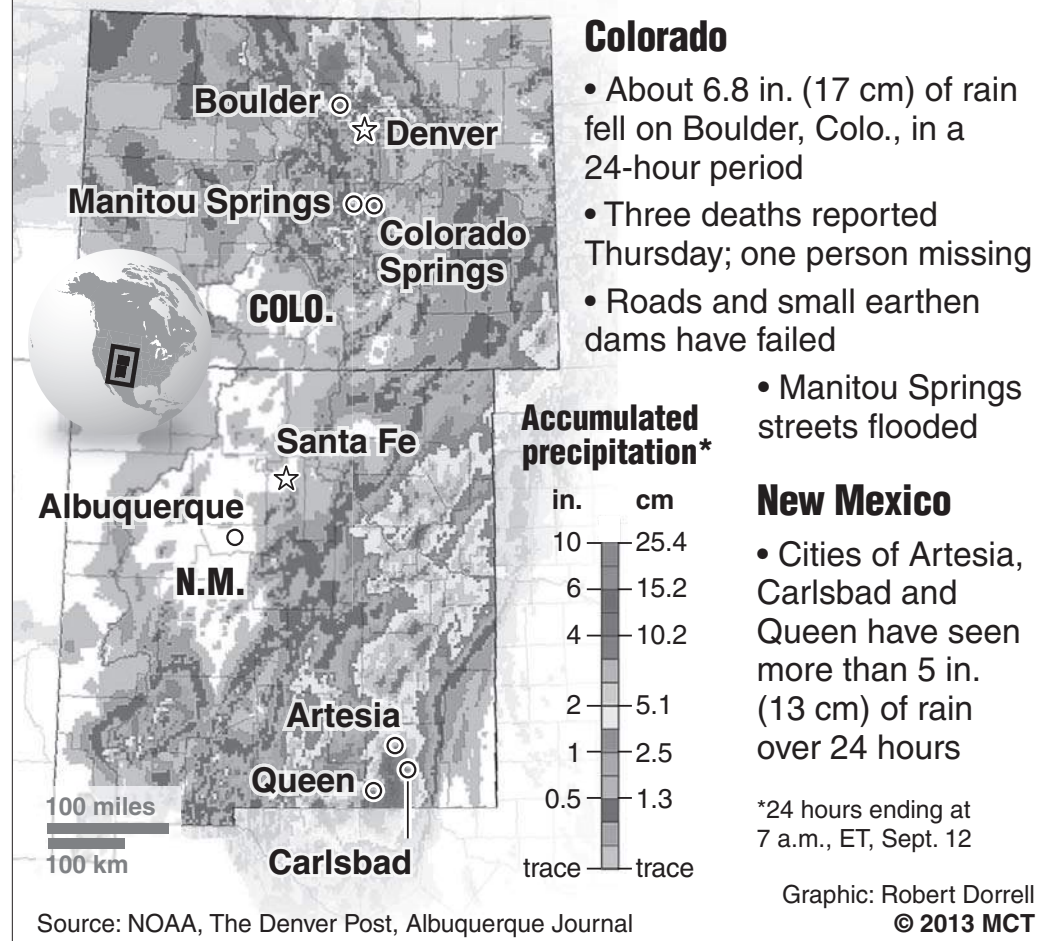 Boulder
Denver
Manitou Springs
Colorado
Springs
COLO.
Santa Fe
Albuquerque
N.M.
Artesia
Queen
Carlsbad
100 miles
100 km
Colorado
• About 6.8 in. (17 cm) of rain
fell on Boulder, Colo., in a
24-hour period
• Three deaths reported
Thursday; one person missing
• Roads and small earthen
dams have failed
• Manitou Springs
streets flooded
Accumulated
precipitation*
in. cm
10 25.4
6 15.2
4 10.2
2 5.1
1 2.5
0.5 1.3
trace trace
New Mexico
• Cities of Artesia,
Carlsbad and
Queen have seen
more than 5 in.
(13 cm) of rain
over 24 hours
*24 hours ending at
7 a.m., ET, Sept. 12
Graphic: Robert Dorrell
Source: NOAA, The Denver Post, Albuquerque Journal
© 2013 MCT